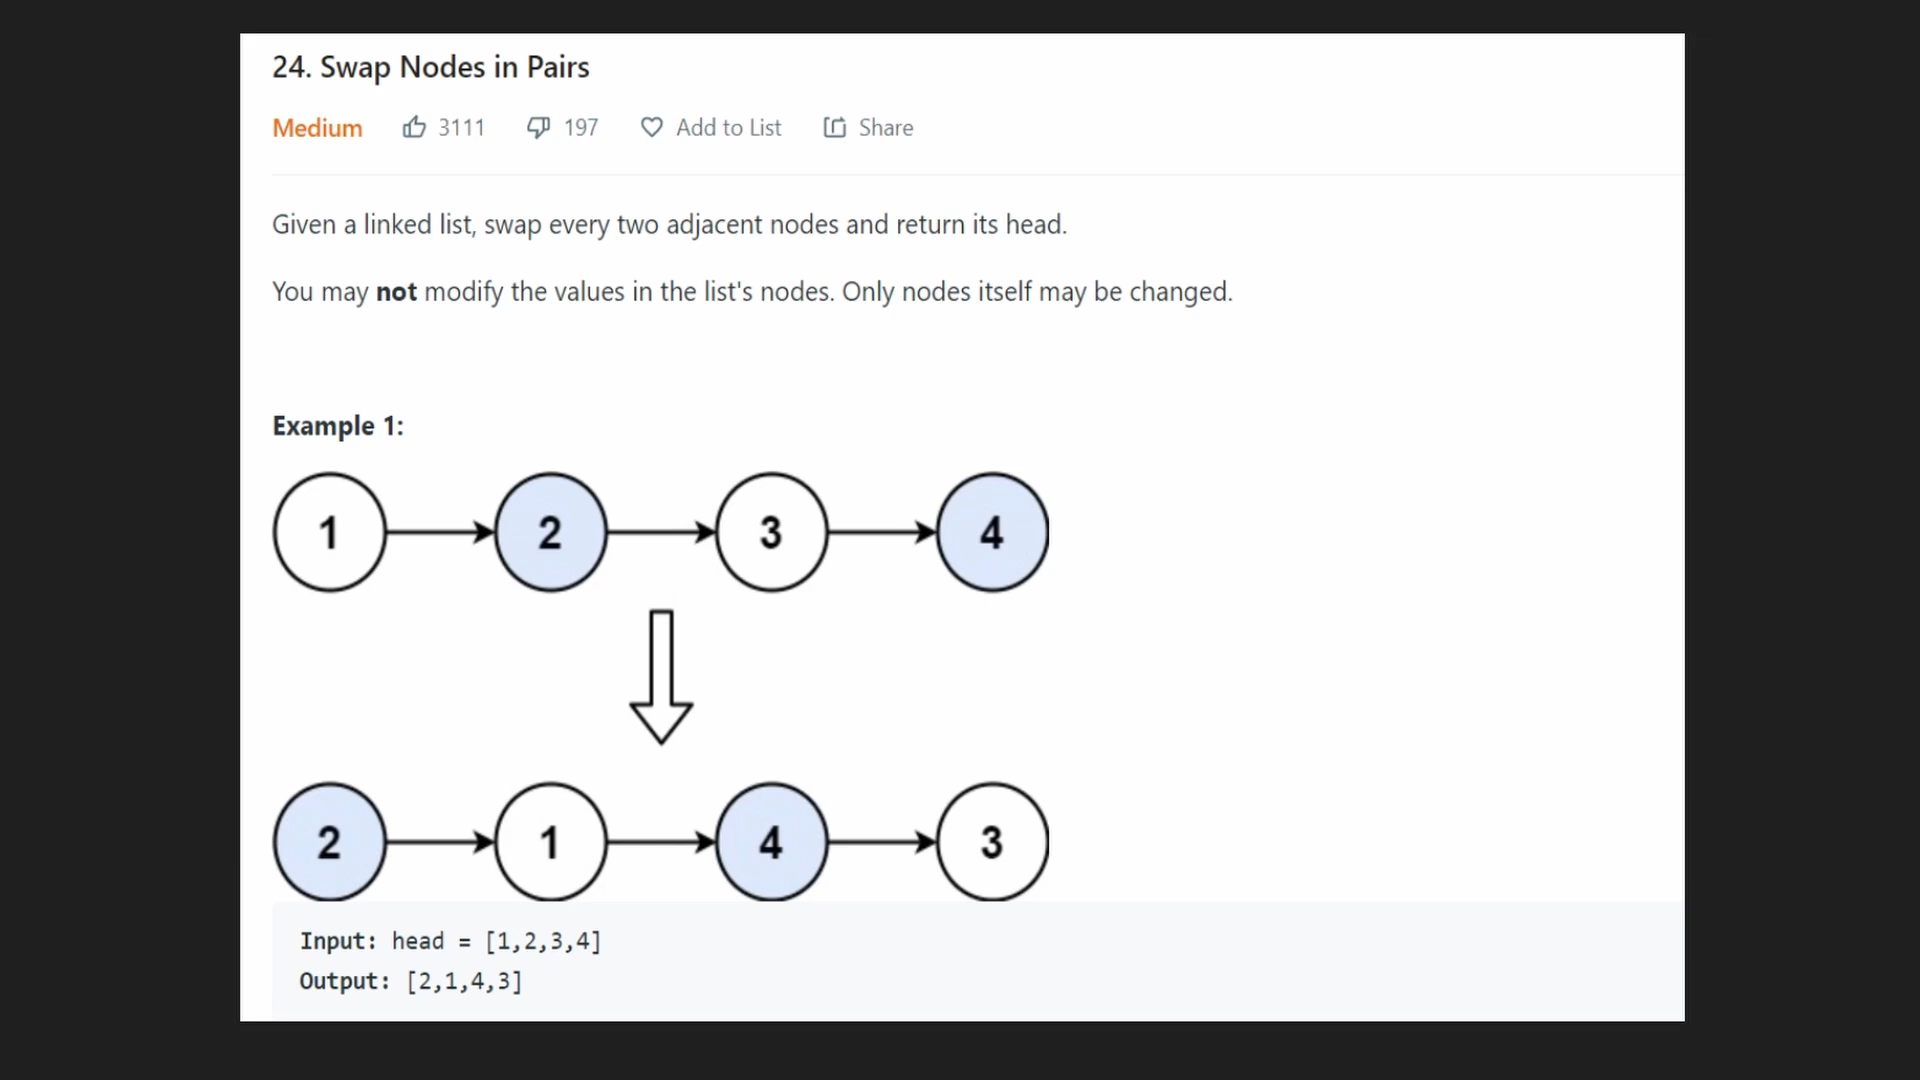 24. Swap Nodes in Pairs
Medium 3111 197 Add to List Share
Given a linked list, swap every two adjacent nodes and return its head.
You may not modify the values in the list's nodes. Only nodes itself may be changed.
Example 1:
1 2 3 4
2 1 4 3
Input: head = [1,2,3,4]
Output: [2,1,4,3]